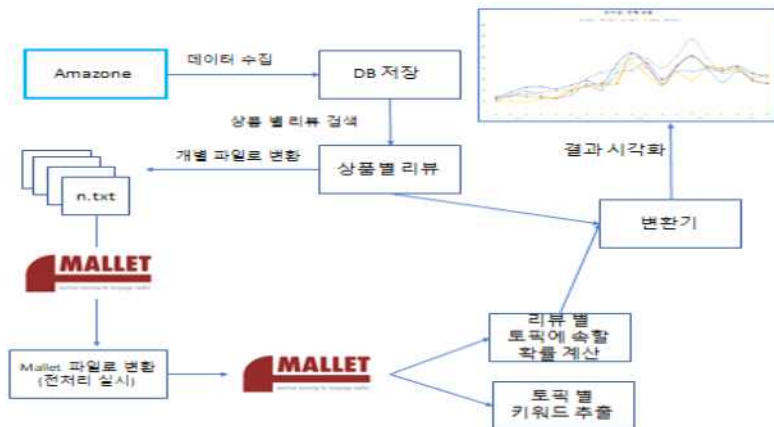 Amazone
데이터 수집
DB 저장
상품 별 리뷰 검색
개별 파일로 변환
상품별 리뷰
n.txt
결과 시각화
변환기
MALLET
Mallet 파일로 변환
(전처리 실시)
MALLET
리뷰 별
토픽에 속할
확률 계산
토픽 별
키워드 추출